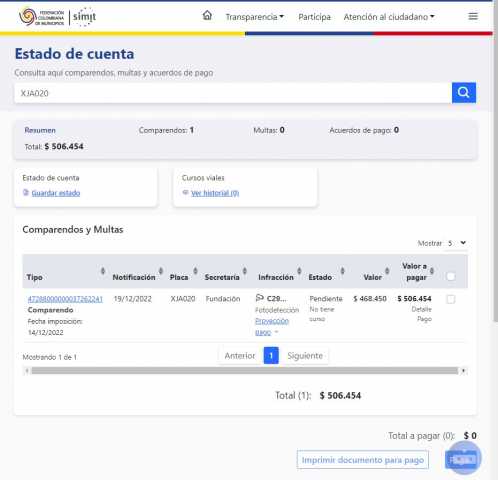 FEDERACIÓN
COLOMBIANA
DE MUNICIPIOS
simit
Transparencia
Participa
Atención al ciudadano
Estado de cuenta
Consulta aquí comparendos, multas y acuerdos de pago
XJA020
Resumen
Comparendos: 1
Multas: 0
Acuerdos de pago: 0
Total: $ 506.454
Estado de cuenta
Guardar estado
Cursos viales
Ver historial (0)
Comparendos y Multas
Mostrar 5
Tipo
Notificación
Placa
Secretaría
Infracción
Estado
Valor
Valor a
pagar
47288000000037262241
Comparendo
Fecha imposición:
14/12/2022
19/12/2022
XJA020
Fundación
C29...
Fotodetección
Proyección
pago
Pendiente
No tiene
curso
$ 468.450
$ 506.454
Detalle
Pago
Mostrando 1 de 1
Anterior 1 Siguiente
Total (1): $ 506.454
Total a pagar (0): $ 0
Imprimir documento para pago